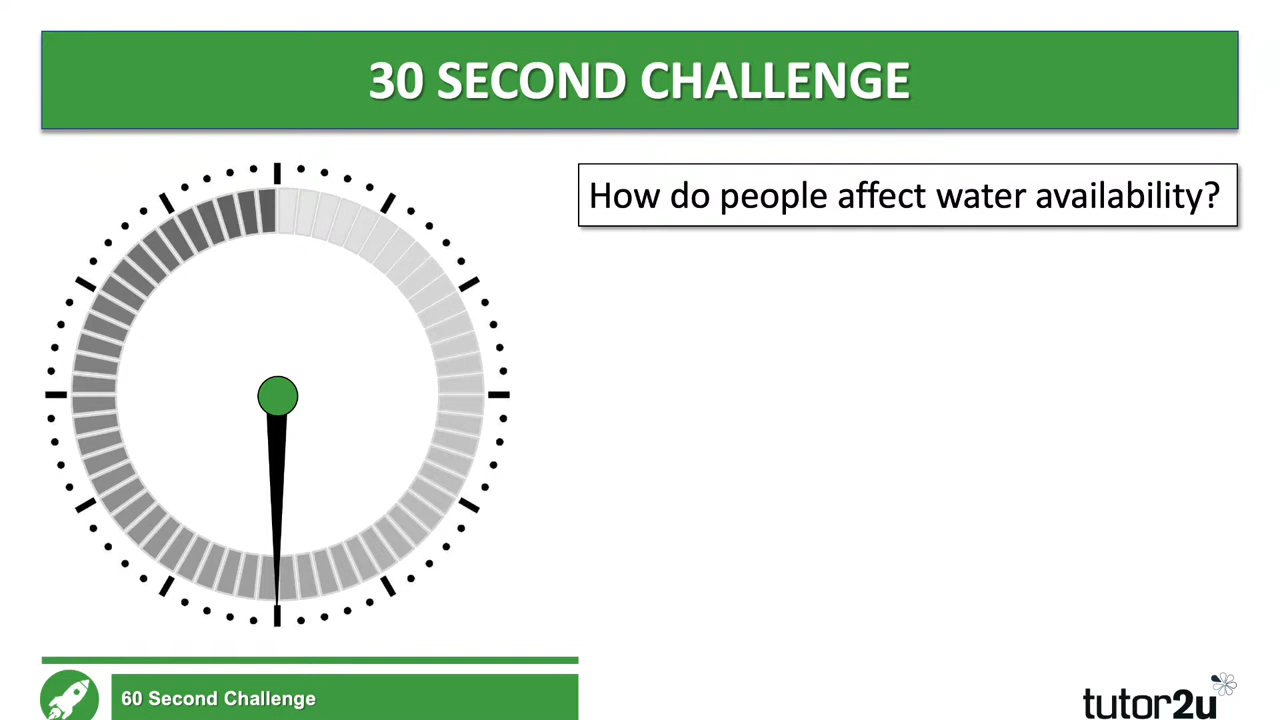 30 SECOND CHALLENGE
How do people affect water availability?
60 Second Challenge
tutor2u